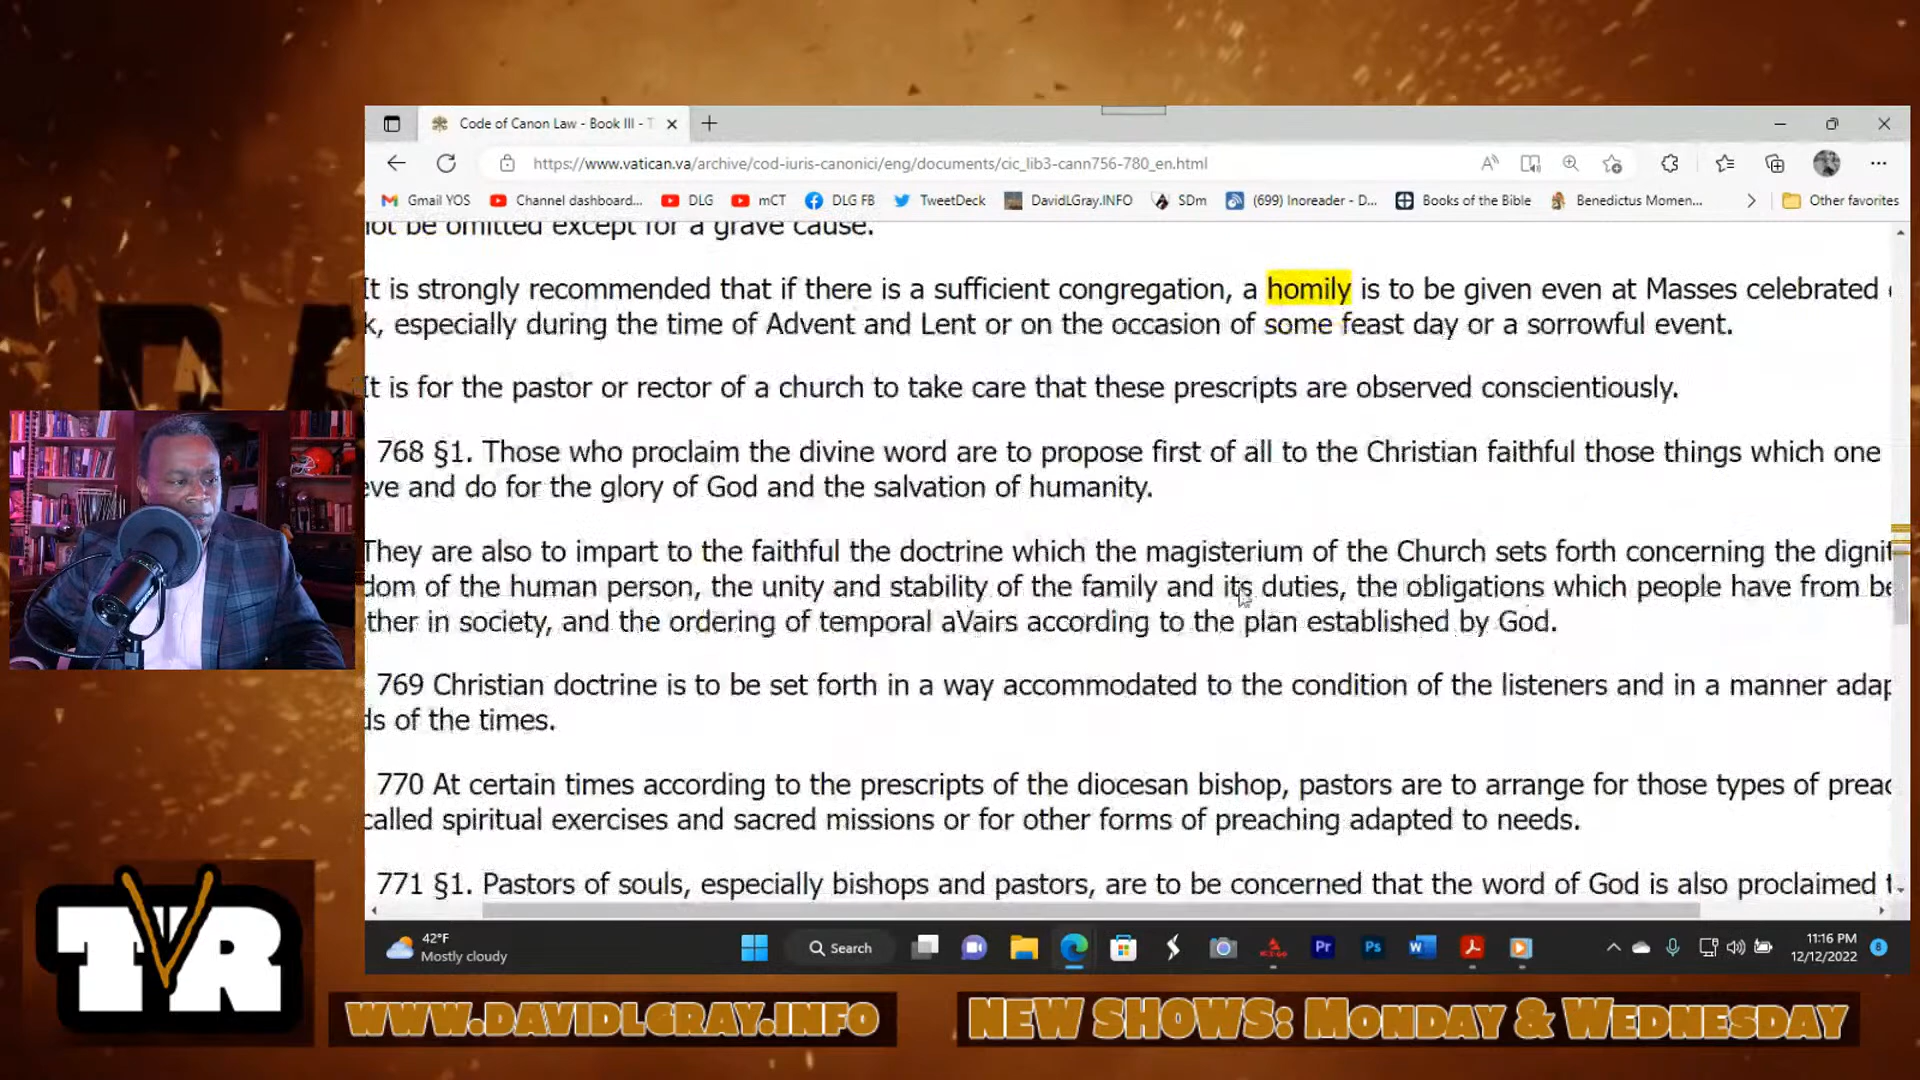 Code of Canon Law - Book III - T
https://www.vatican.va/archive/cod-iuris-canonici/eng/documents/cic_lib3-cann756-780_en.html
Gmail YOS Channel dashboard... DLG mCT DLG FB TweetDeck DavidLGray.INFO SDm (699) Inoreader - D... Books of the Bible Benedictus Momen... Other favorites
not be omitted except for a grave cause.
It is strongly recommended that if there is a sufficient congregation, a homily is to be given even at Masses celebrated
k, especially during the time of Advent and Lent or on the occasion of some feast day or a sorrowful event.
It is for the pastor or rector of a church to take care that these prescripts are observed conscientiously.
768 §1. Those who proclaim the divine word are to propose first of all to the Christian faithful those things which one
eve and do for the glory of God and the salvation of humanity.
They are also to impart to the faithful the doctrine which the magisterium of the Church sets forth concerning the dignit
dom of the human person, the unity and stability of the family and its duties, the obligations which people have from be
ther in society, and the ordering of temporal aVairs according to the plan established by God.
769 Christian doctrine is to be set forth in a way accommodated to the condition of the listeners and in a manner adap
ds of the times.
770 At certain times according to the prescripts of the diocesan bishop, pastors are to arrange for those types of preac
called spiritual exercises and sacred missions or for other forms of preaching adapted to needs.
771 §1. Pastors of souls, especially bishops and pastors, are to be concerned that the word of God is also proclaimed t
42°F
Mostly cloudy
Search
Pr Ps W
11:16 PM
12/12/2022
8
TVR
WWW.DAVIDLGRAY.INFO
NEW SHOWS: MONDAY & WEDNESDAY